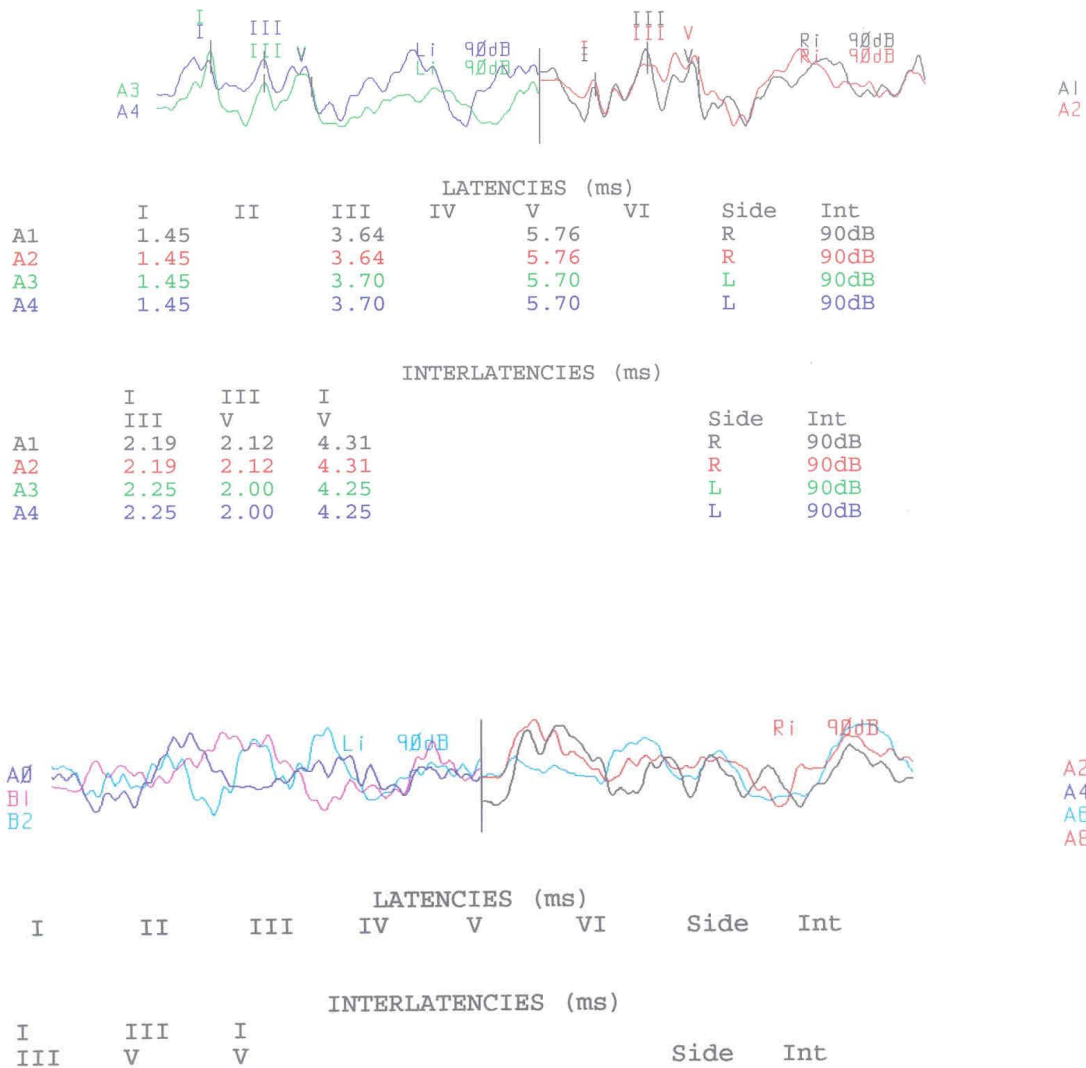 I III III
I III V I III V
Li 90dB Ri 90dB
Li 90dB Ri 90dB
A3 A1
A4 A2
LATENCIES (ms)
I II III IV V VI Side Int
A1 1.45 3.64 5.76 R 90dB
A2 1.45 3.64 5.76 R 90dB
A3 1.45 3.70 5.70 L 90dB
A4 1.45 3.70 5.70 L 90dB
INTERLATENCIES (ms)
I III I
III V V Side Int
A1 2.19 2.12 4.31 R 90dB
A2 2.19 2.12 4.31 R 90dB
A3 2.25 2.00 4.25 L 90dB
A4 2.25 2.00 4.25 L 90dB
Li 90dB Ri 90dB
A0 A2
B1 A4
B2
LATENCIES (ms)
I II III IV V VI Side Int
INTERLATENCIES (ms)
I III I
III V V Side Int